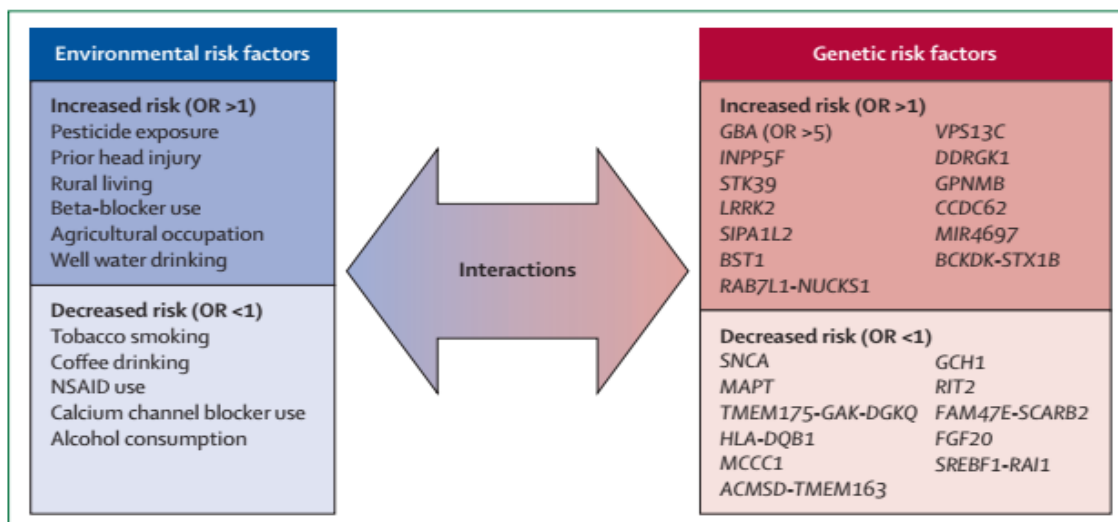 Environmental risk factors
Increased risk (OR >1)
Pesticide exposure
Prior head injury
Rural living
Beta-blocker use
Agricultural occupation
Well water drinking
Decreased risk (OR <1)
Tobacco smoking
Coffee drinking
NSAID use
Calcium channel blocker use
Alcohol consumption
Interactions
Genetic risk factors
Increased risk (OR >1)
GBA (OR >5)
INPP5F
STK39
LRRK2
SIPA1L2
BST1
RAB7L1-NUCKS1
VPS13C
DDRGK1
GPNMB
CCDC62
MIR4697
BCKDK-STX1B
Decreased risk (OR <1)
SNCA
MAPT
TMEM175-GAK-DGKQ
HLA-DQB1
MCCC1
ACMSD-TMEM163
GCH1
RIT2
FAM47E-SCARB2
FGF20
SREBF1-RAI1